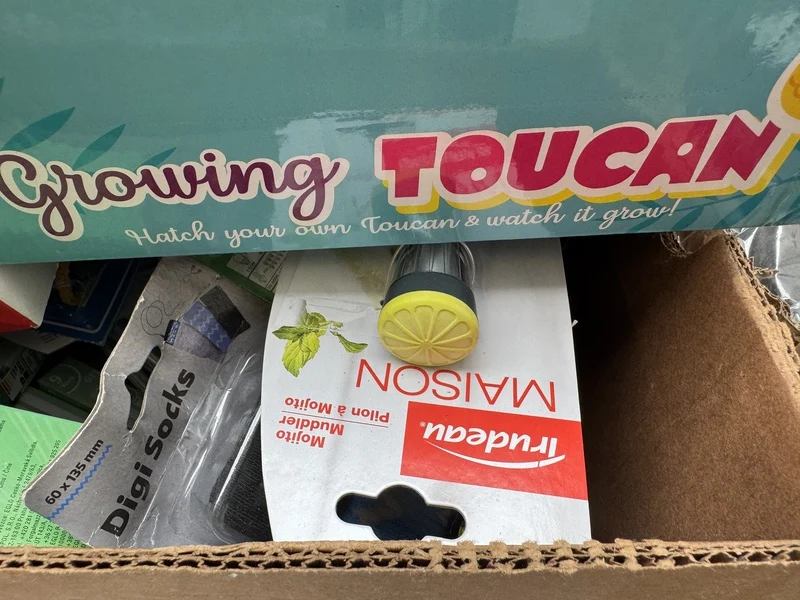 Growing TOUCAN
Hatch your own Toucan & watch it grow!
60 x 135 mm
Digi Socks
MAISON
Trudeau
Mojito
Muddler
Pilon à Mojito